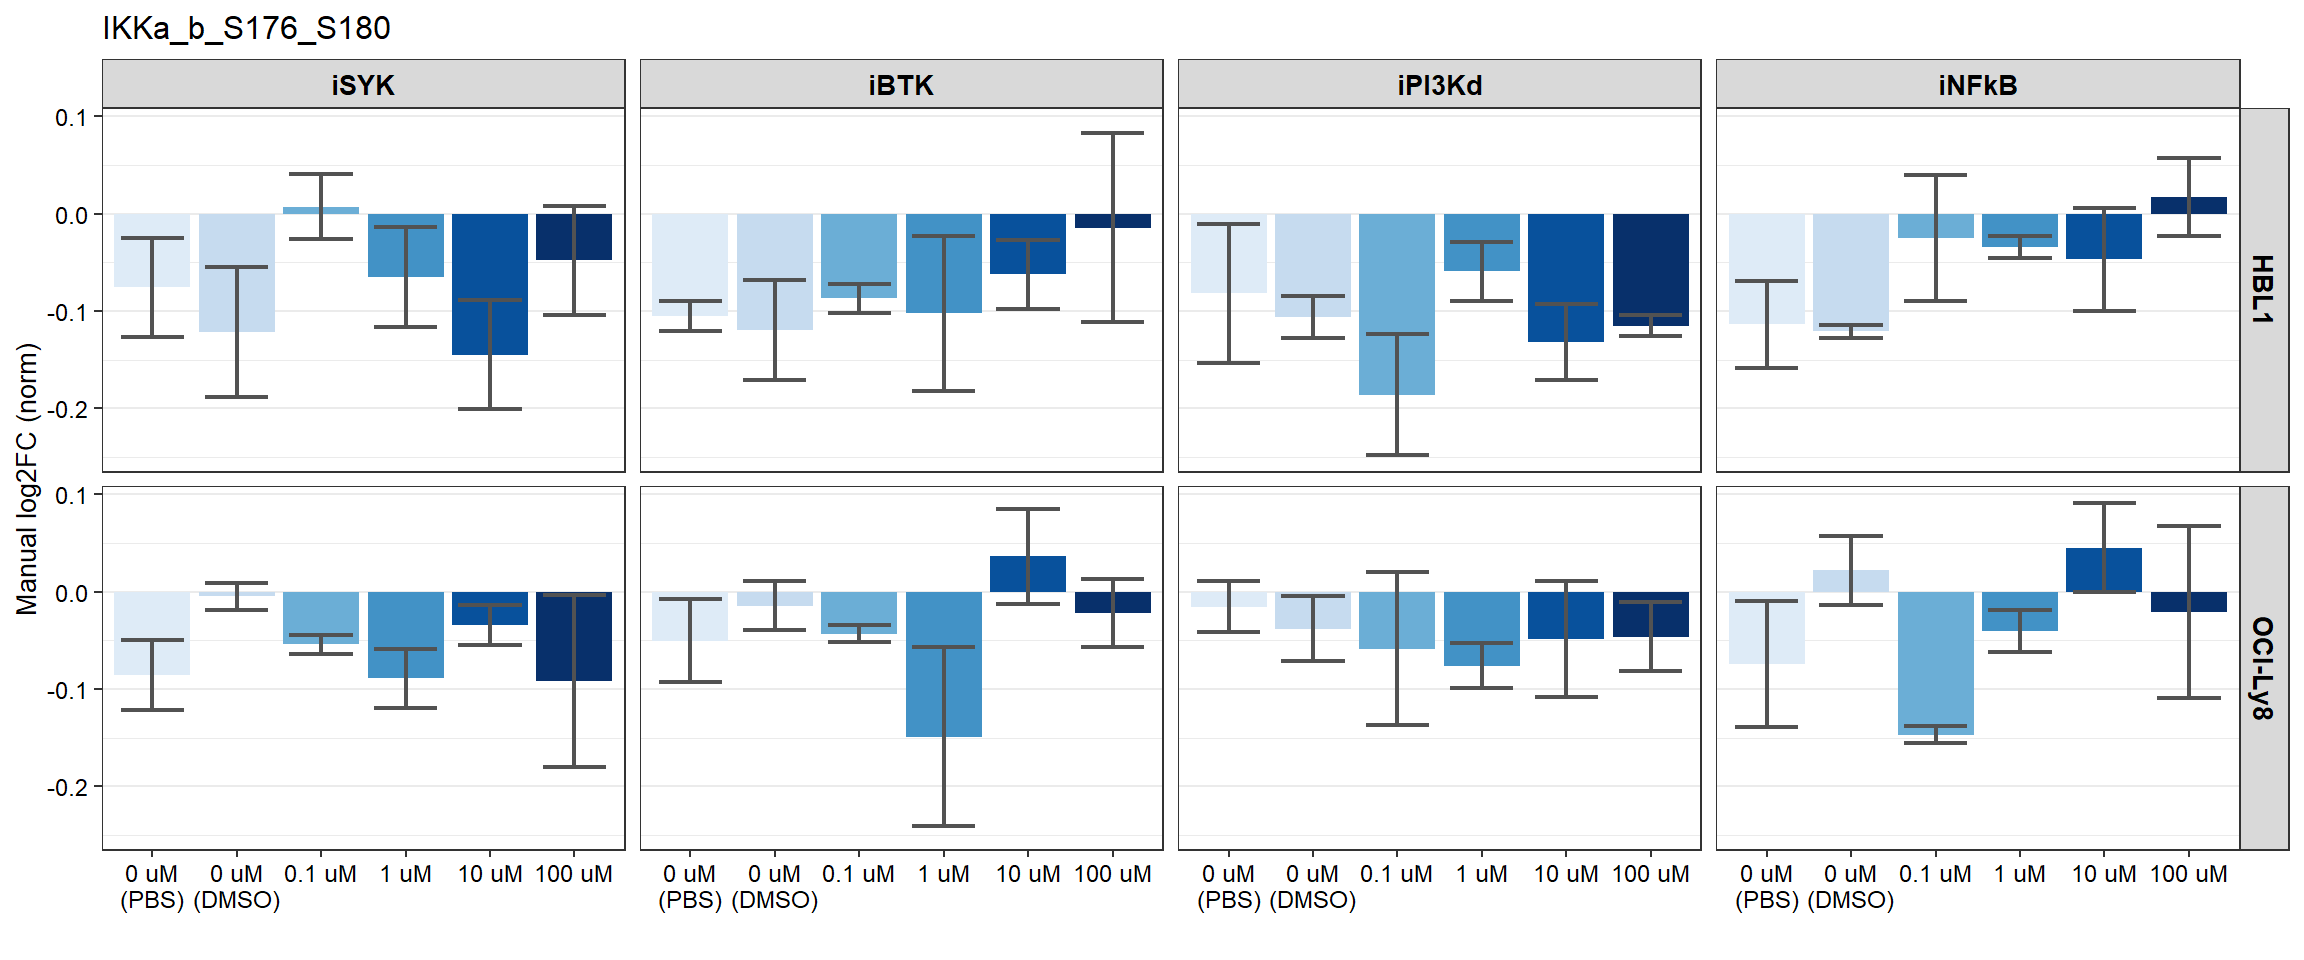 IKKa_b_S176_S180
iSYK iBTK iPI3Kd iNFkB
Manual log2FC (norm)
0.1
0.0
-0.1
-0.2
HBL1
0.1
0.0
-0.1
-0.2
OCI-Ly8
0 uM 0 uM 0.1 uM 1 uM 10 uM 100 uM 0 uM 0 uM 0.1 uM 1 uM 10 uM 100 uM 0 uM 0 uM 0.1 uM 1 uM 10 uM 100 uM 0 uM 0 uM 0.1 uM 1 uM 10 uM 100 uM
(PBS) (DMSO) (PBS) (DMSO) (PBS) (DMSO) (PBS) (DMSO)